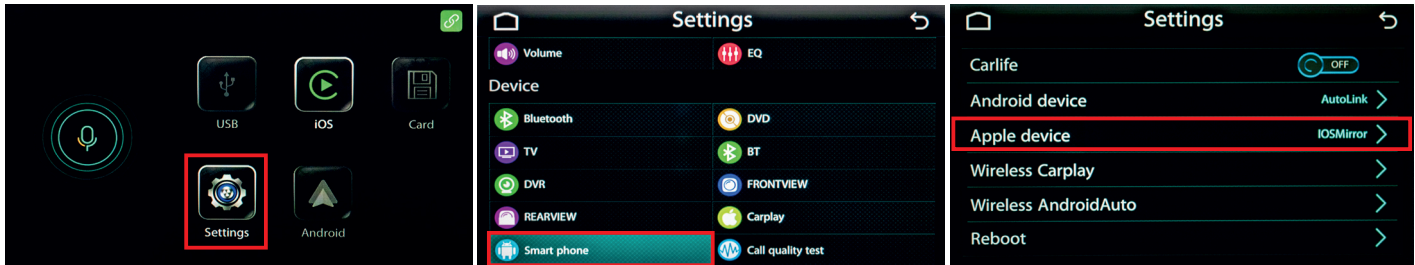 USB
iOS
Card
Settings
Android
Settings
Volume
EQ
Device
Bluetooth
DVD
TV
BT
DVR
FRONTVIEW
REARVIEW
Carplay
Smart phone
Call quality test
Settings
Carlife
OFF
Android device
AutoLink
Apple device
IOSMirror
Wireless Carplay
Wireless AndroidAuto
Reboot